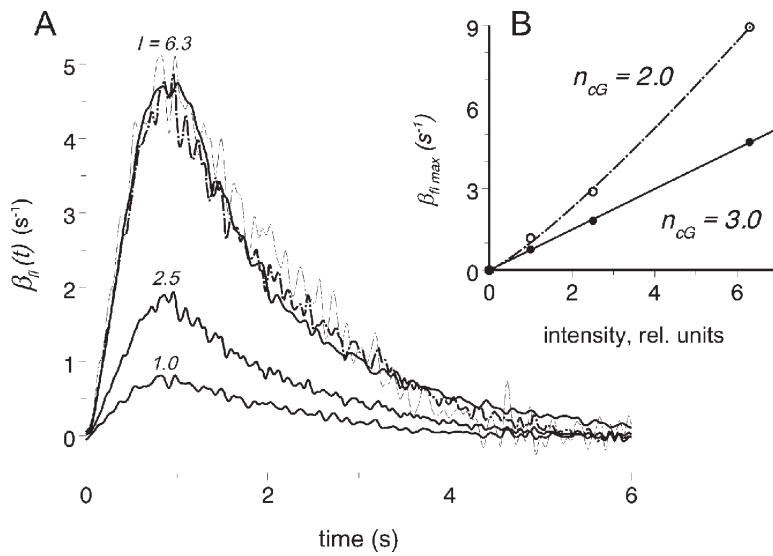 A
I = 6.3
2.5
1.0
β_fl(t) (s⁻¹)
5
4
3
2
1
0
0
2
4
6
time (s)
B
n_cG = 2.0
n_cG = 3.0
β_fl max (s⁻¹)
9
6
3
0
0
2
4
6
intensity, rel. units